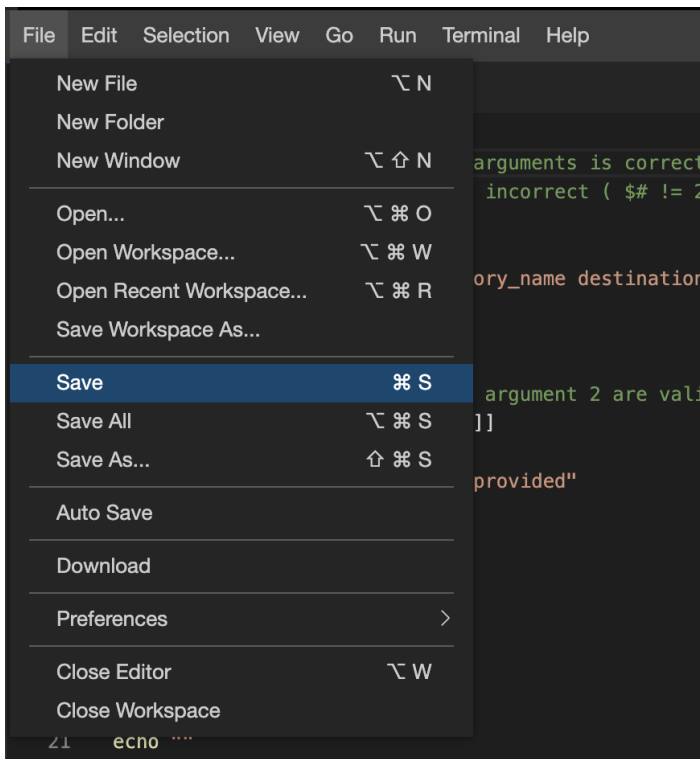 File Edit Selection View Go Run Terminal Help
New File ⌥ N
New Folder
New Window ⌥ ⇧ N
arguments is correct
incorrect ( $# != 2
Open... ⌥ ⌘ O
Open Workspace... ⌥ ⌘ W
ory_name destination
Open Recent Workspace... ⌥ ⌘ R
Save Workspace As...
Save ⌘ S
argument 2 are vali
Save All ⌥ ⌘ S
]]
Save As... ⇧ ⌘ S
provided"
Auto Save
Download
Preferences >
Close Editor ⌥ W
Close Workspace
21 echo ""